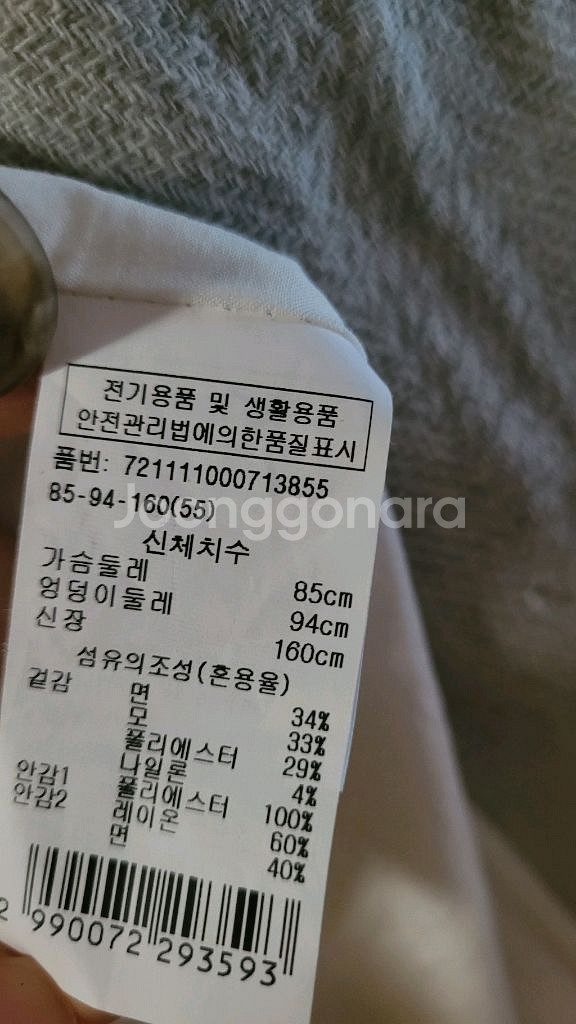 전기용품 및 생활용품
안전관리법에의한품질표시
품번: 721111000713855
85-94-160(55)
Joonggonara
신체치수
가슴둘레 85cm
엉덩이둘레 94cm
신장 160cm
섬유의조성(혼용율)
겉감 면 34%
모 33%
폴리에스터 29%
나일론 4%
안감1 폴리에스터 100%
안감2 레이온 60%
면 40%
2 990072 293593